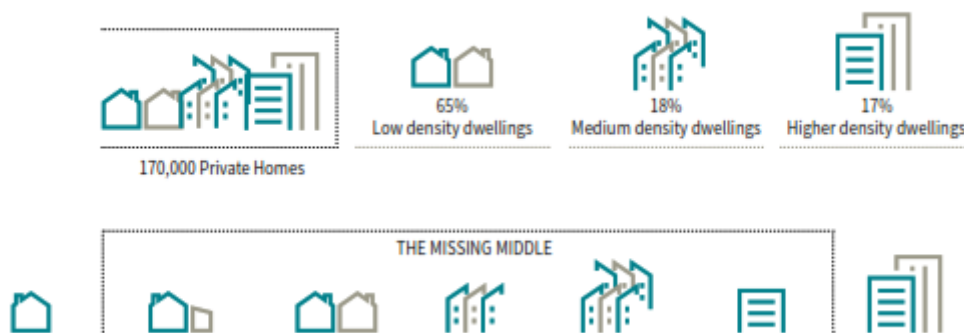 65%
Low density dwellings
18%
Medium density dwellings
17%
Higher density dwellings
170,000 Private Homes
THE MISSING MIDDLE